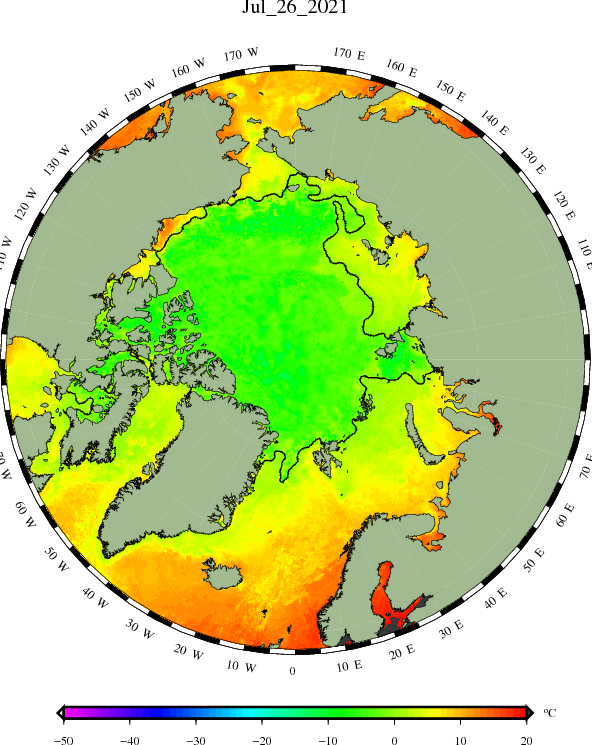 Jul_26_2021
170 W
170 E
160 W
160 E
150 W
150 E
140 W
140 E
130 W
130 E
120 W
120 E
110 E
70 E
60 W
60 E
50 W
50 E
40 W
40 E
30 W
30 E
20 W
20 E
10 W
0
10 E
°C
−50
−40
−30
−20
−10
0
10
20